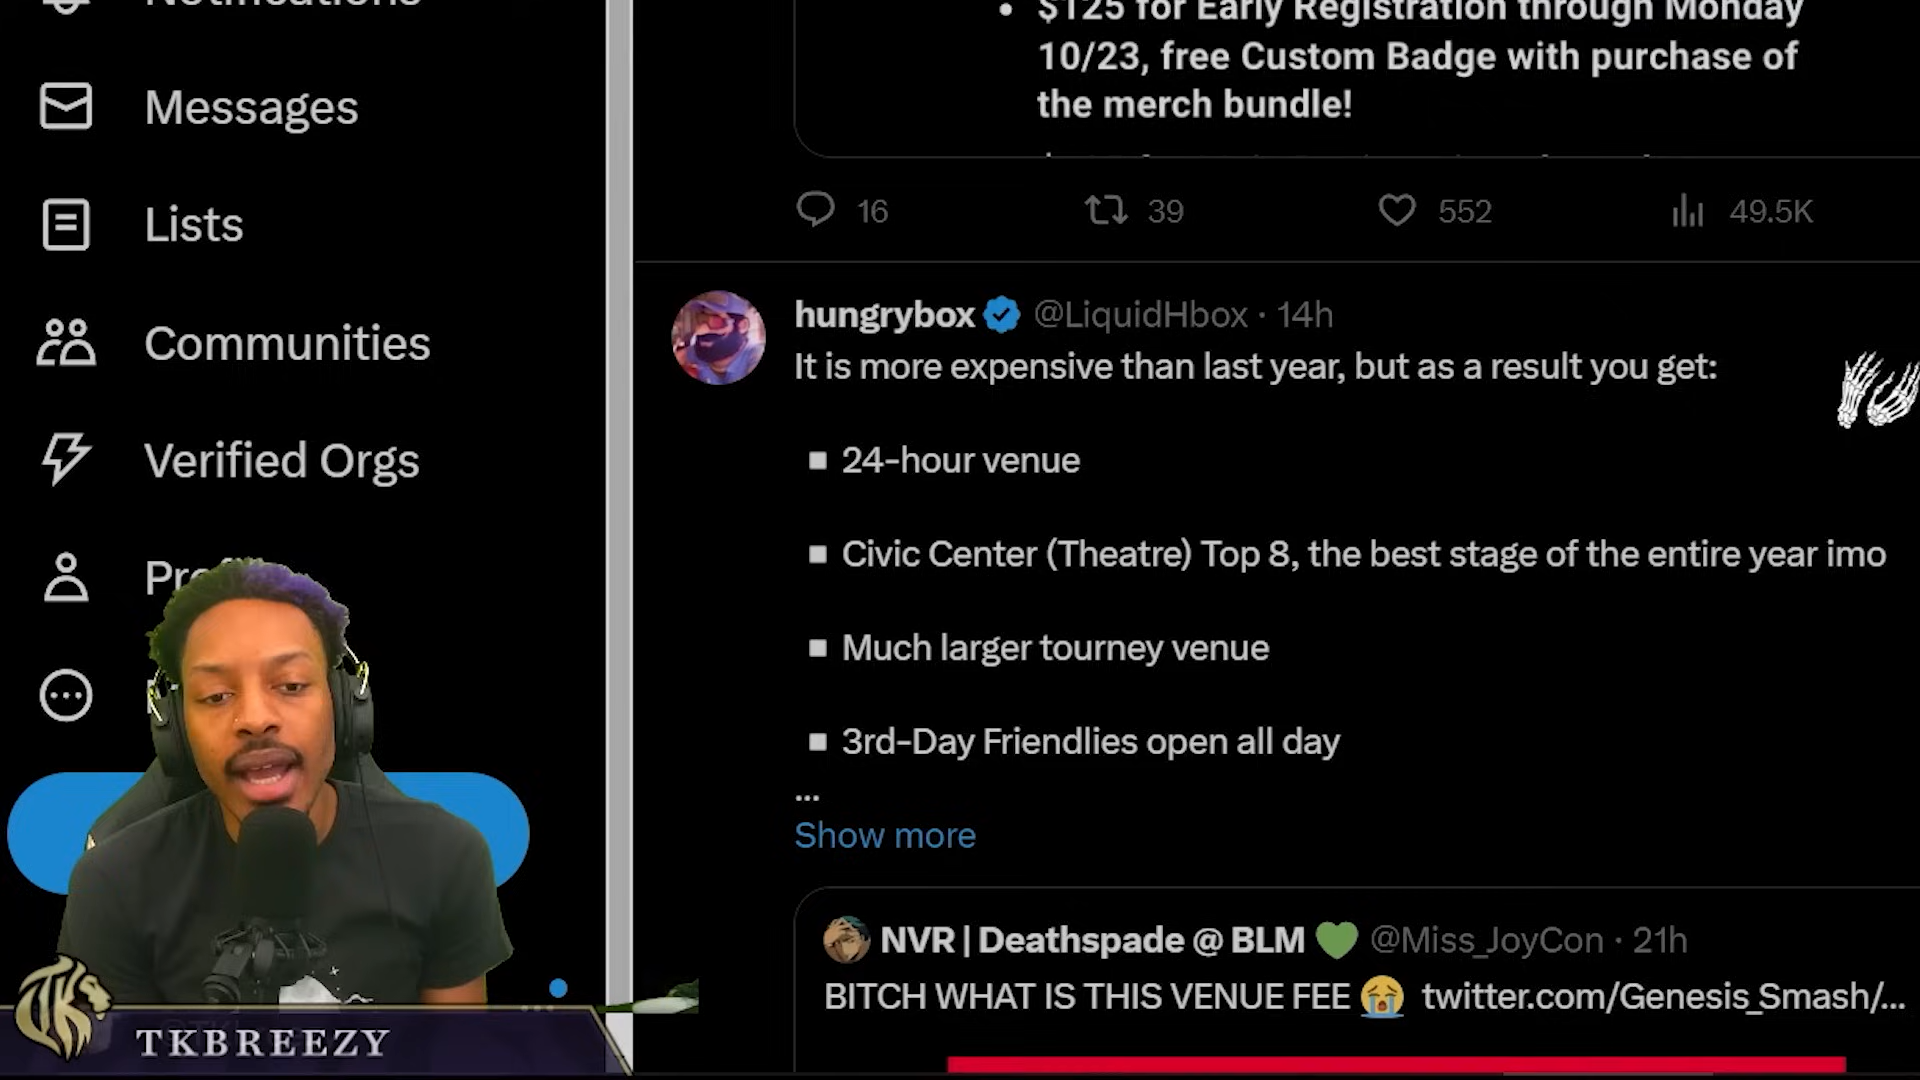 Notifications
$125 for Early Registration through Monday
10/23, free Custom Badge with purchase of
the merch bundle!
Messages
Lists
16
39
552
49.5K
Communities
hungrybox @LiquidHbox · 14h
It is more expensive than last year, but as a result you get:
Verified Orgs
24-hour venue
Civic Center (Theatre) Top 8, the best stage of the entire year imo
Much larger tourney venue
3rd-Day Friendlies open all day
...
Show more
NVR | Deathspade @ BLM @Miss_JoyCon · 21h
BITCH WHAT IS THIS VENUE FEE twitter.com/Genesis_Smash/...
TK
TKBREEZY